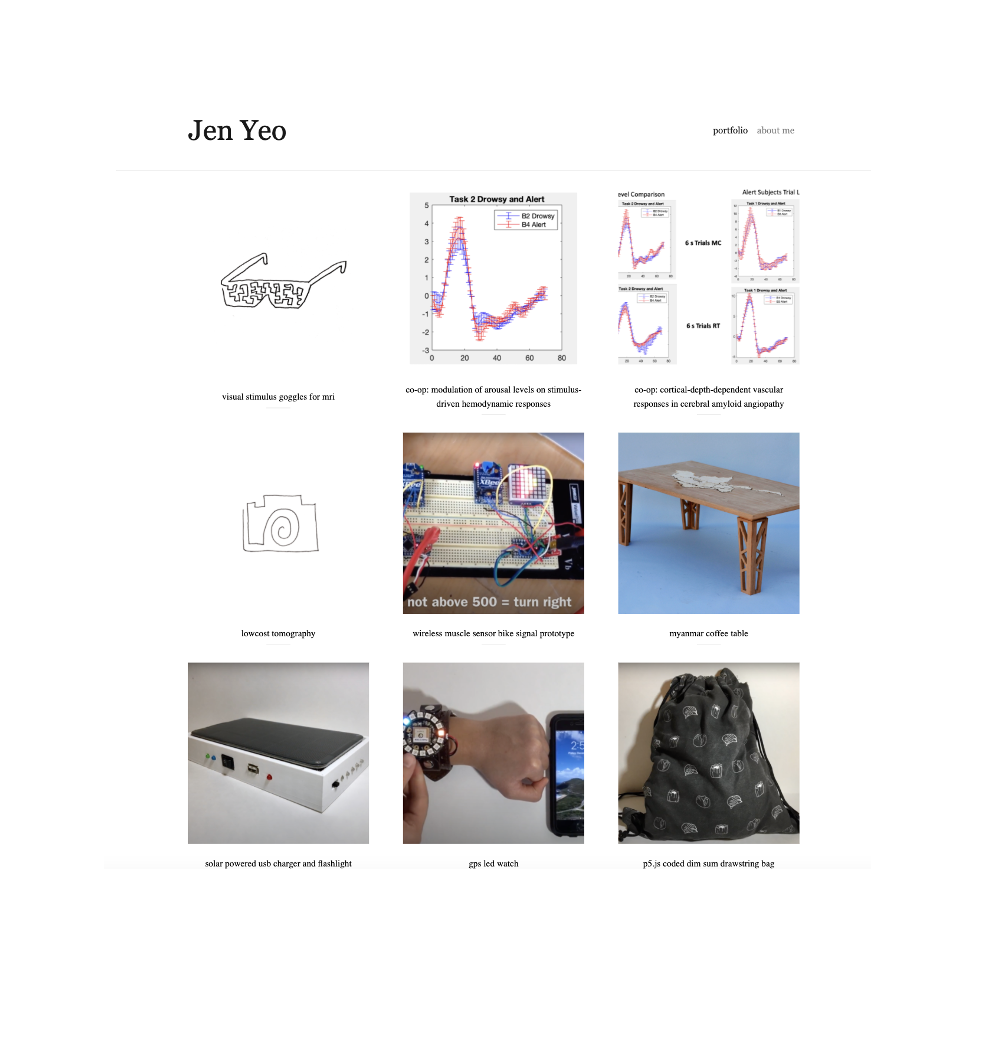 Jen Yeo
portfolio about me
Task 2 Drowsy and Alert
B2 Drowsy
B4 Alert
5
4
3
2
1
0
-1
-2
-3
0 20 40 60 80
evel Comparison
Alert Subjects Trial L
Task 2 Drowsy and Alert
Task 1 Drowsy and Alert
6 s Trials MC
Task 2 Drowsy and Alert
Task 1 Drowsy and Alert
6 s Trials RT
visual stimulus goggles for mri
co-op: modulation of arousal levels on stimulus-
driven hemodynamic responses
co-op: cortical-depth-dependent vascular
responses in cerebral amyloid angiopathy
not above 500 = turn right
lowcost tomography
wireless muscle sensor bike signal prototype
myanmar coffee table
solar powered usb charger and flashlight
gps led watch
p5.js coded dim sum drawstring bag